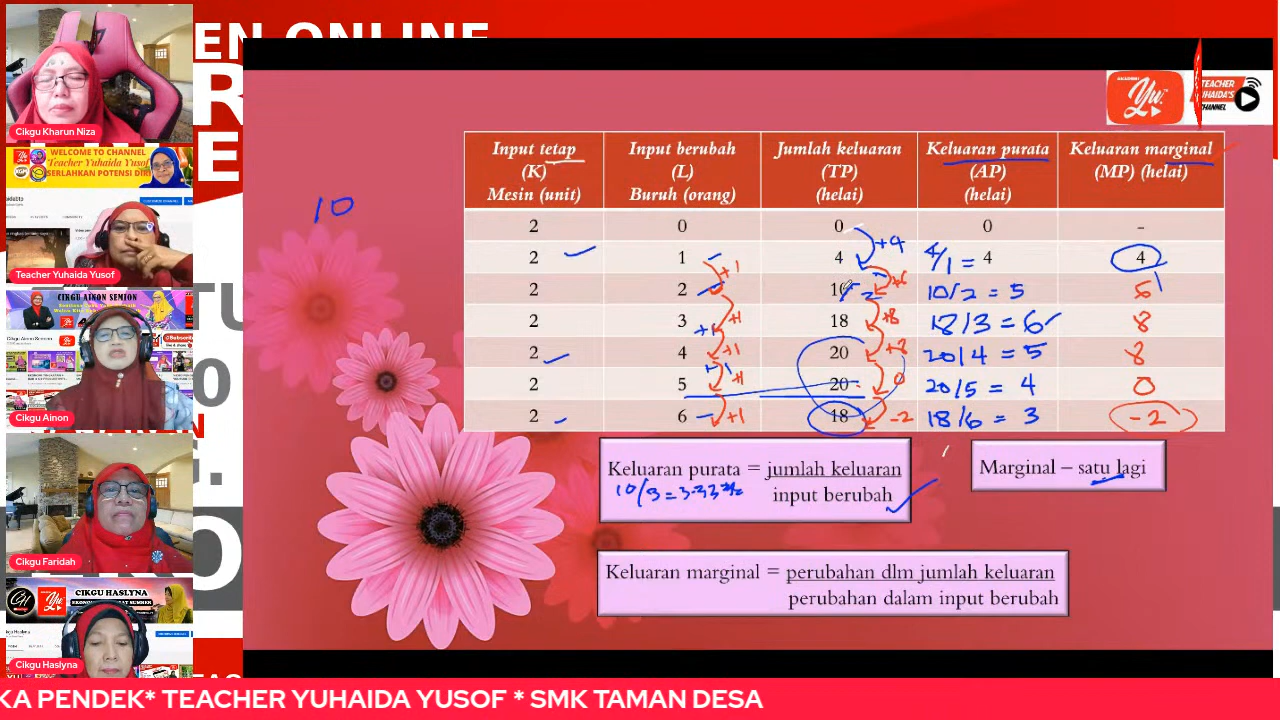 EN ONLINE
Cikgu Kharun Niza
WELCOME TO CHANNEL
Teacher Yuhaida Yusof
SERLAHKAN POTENSI DIRI
Teacher Yuhaida Yusof
CIKGU AINON SEMION
Cikgu Ainon
Cikgu Faridah
CIKGU HASLYNA
Cikgu Haslyna
Yu.
TEACHER
YUHAIDA'S
CHANNEL
10
Input tetap Input berubah Jumlah keluaran Keluaran purata Keluaran marginal
(K) (L) (TP) (AP) (MP) (helai)
Mesin (unit) Buruh (orang) (helai) (helai)
2 0 0 0 -
+4
2 1 4 4/1 = 4 4
+1 +6
2 2 10 10/2 = 5 6
+1 +8
2 3 18 18/3 = 6 8
+1 +2
2 4 20 20/4 = 5 8
+1 0
2 5 20 20/5 = 4 0
+1 -2
2 6 18 18/6 = 3 -2
Keluaran purata = jumlah keluaran
input berubah
10/3 = 3.33
Marginal – satu lagi
Keluaran marginal = perubahan dlm jumlah keluaran
perubahan dalam input berubah
KA PENDEK* TEACHER YUHAIDA YUSOF * SMK TAMAN DESA